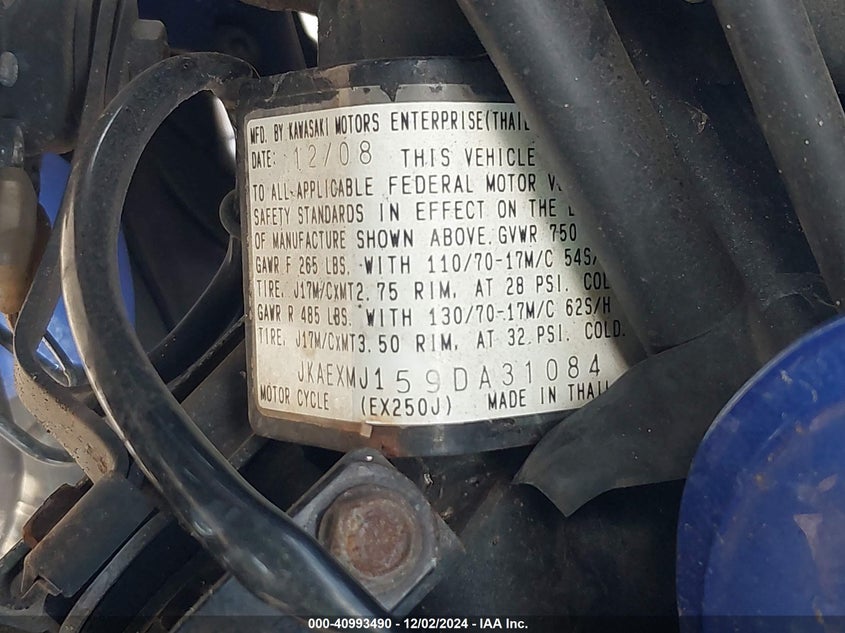 MFD. BY KAWASAKI MOTORS ENTERPRISE(THAIL
DATE: 12/08 THIS VEHICLE
TO ALL APPLICABLE FEDERAL MOTOR V
SAFETY STANDARDS IN EFFECT ON THE
OF MANUFACTURE SHOWN ABOVE. GVWR 750
GAWR F 265 LBS. WITH 110/70-17M/C 54S/
TIRE, J17M/CxMT2.75 RIM, AT 28 PSI. COL
GAWR R 485 LBS. WITH 130/70-17M/C 62S/H
TIRE, J17M/CxMT3.50 RIM, AT 32 PSI. COLD.
JKAEXMJ159DA31084
MOTOR CYCLE (EX250J) MADE IN THAIL
000-40993490 - 12/02/2024 - IAA Inc.